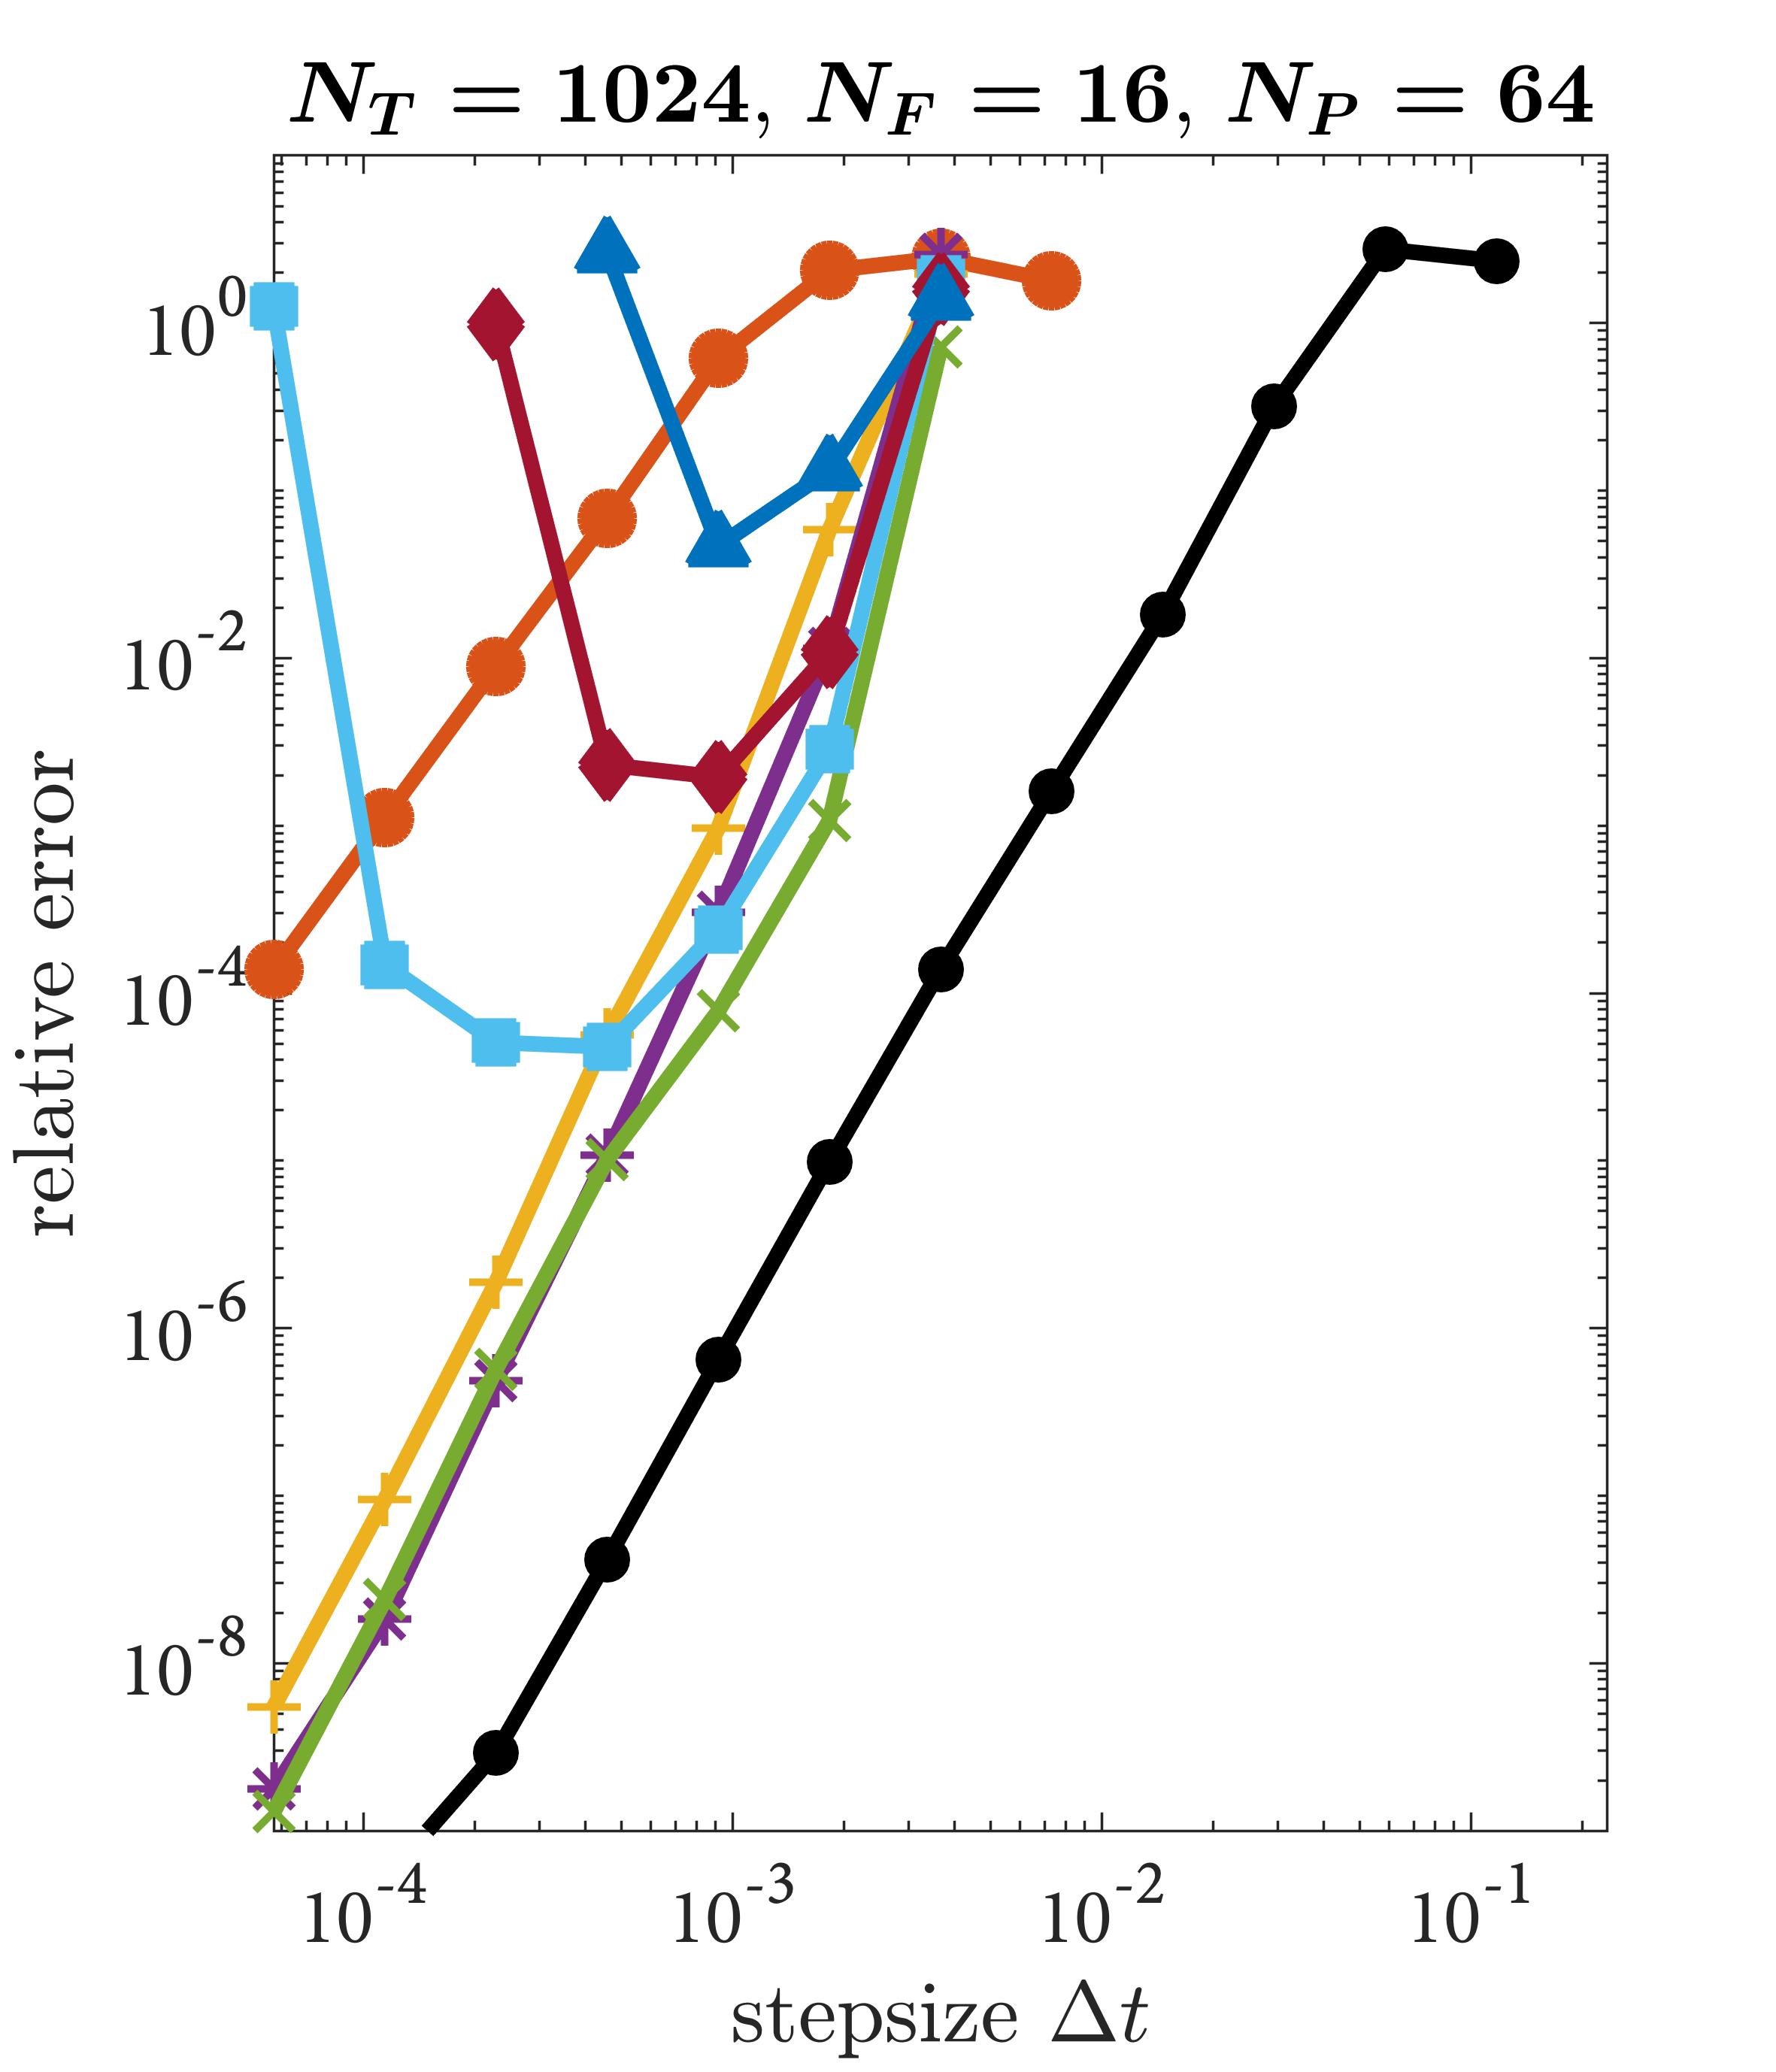 N_T = 1024, N_F = 16, N_P = 64
10^0
10^-2
10^-4
10^-6
10^-8
relative error
10^-4 10^-3 10^-2 10^-1
stepsize Δt